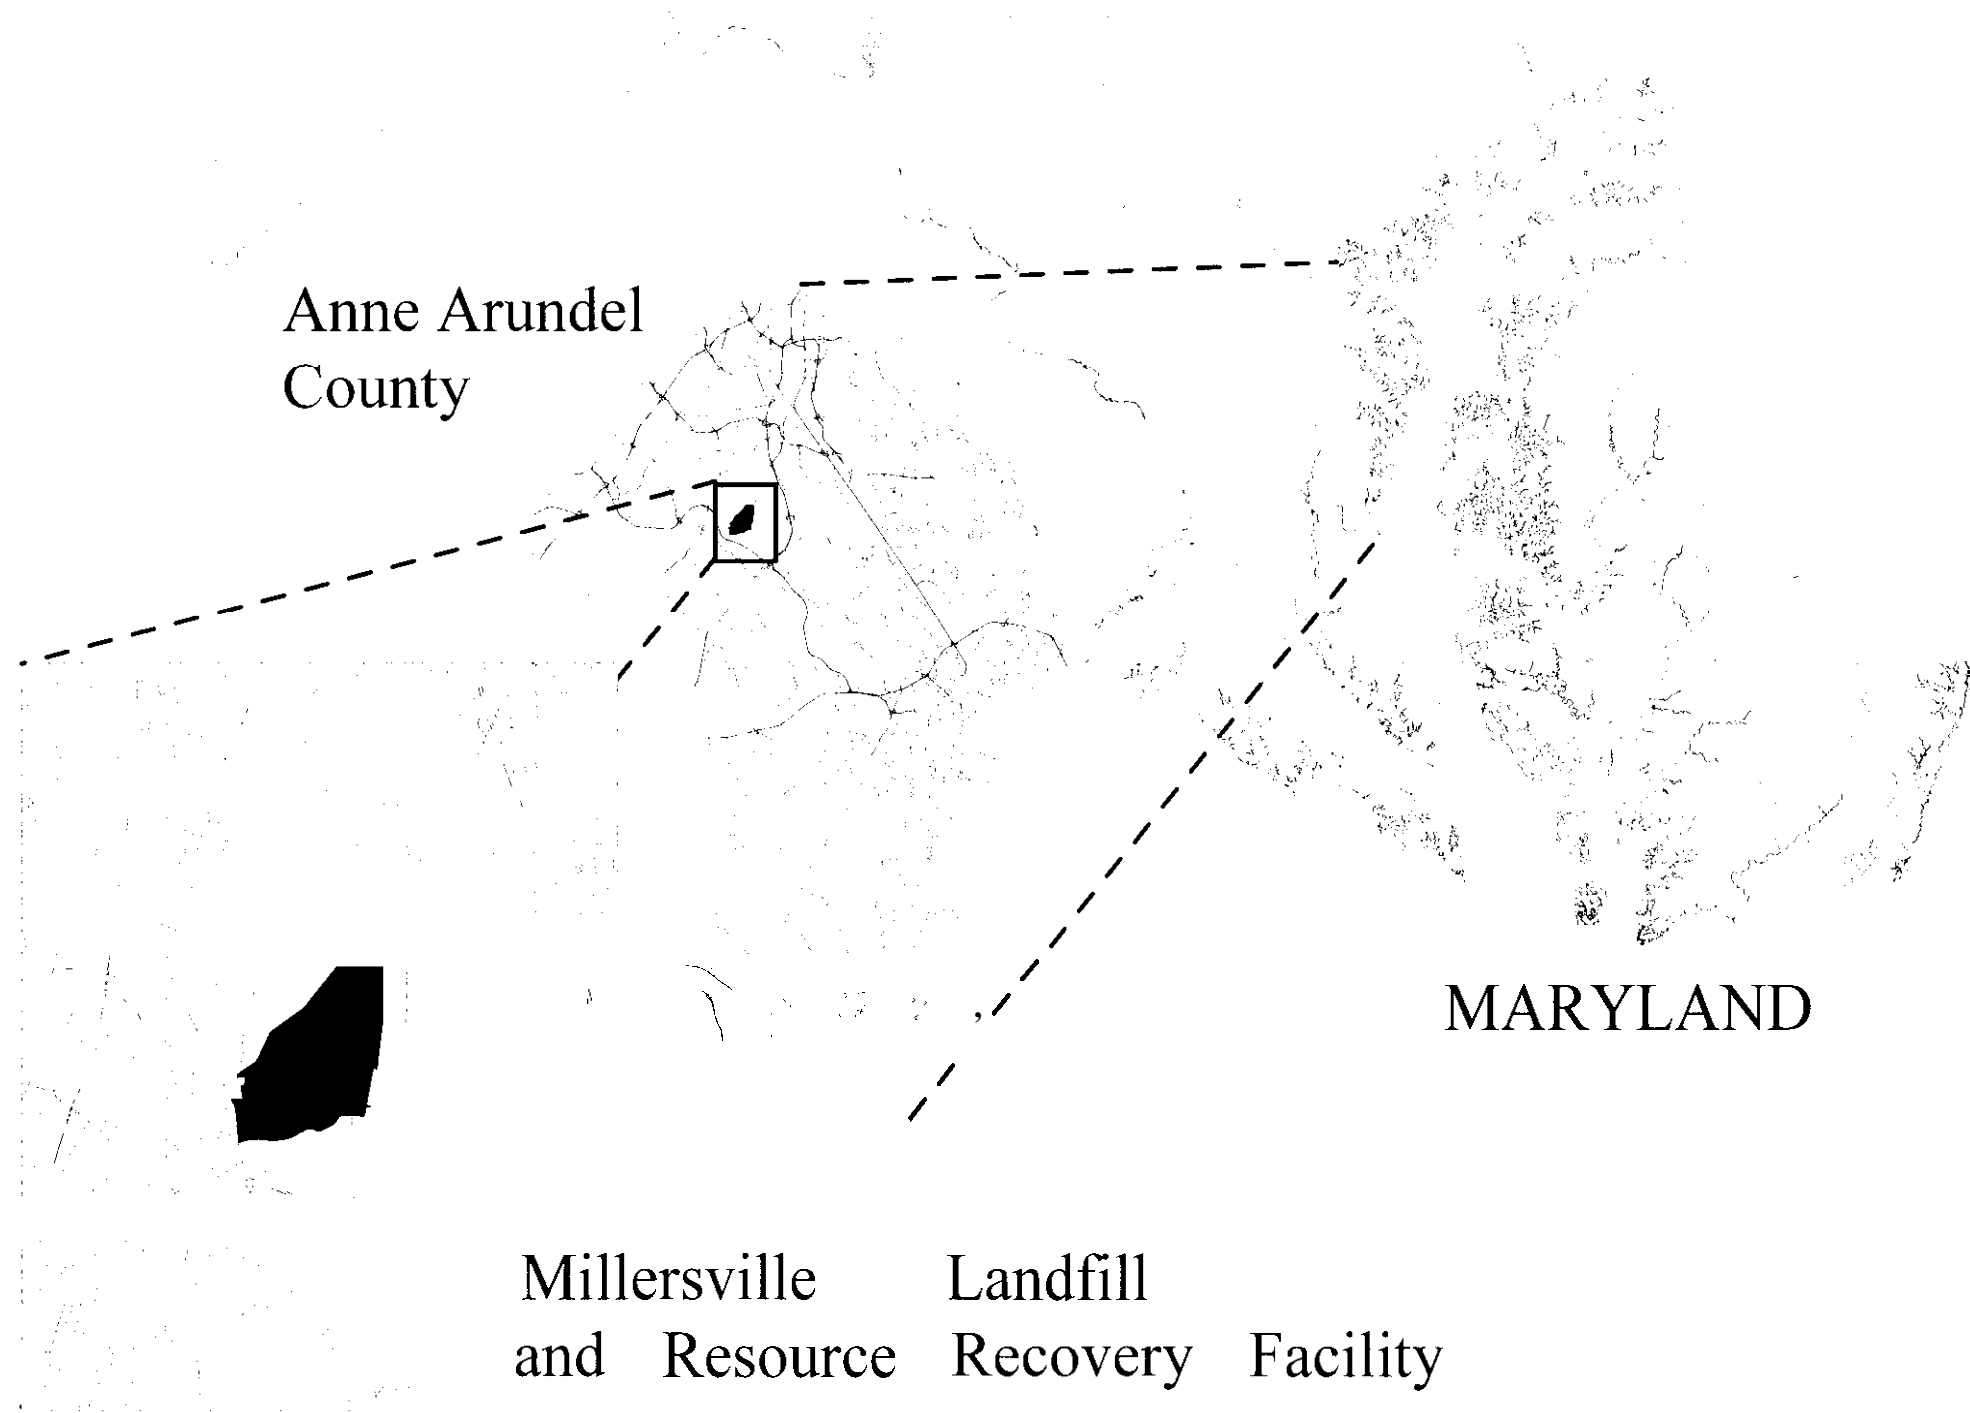 Anne Arundel
County
MARYLAND
Millersville Landfill
and Resource Recovery Facility